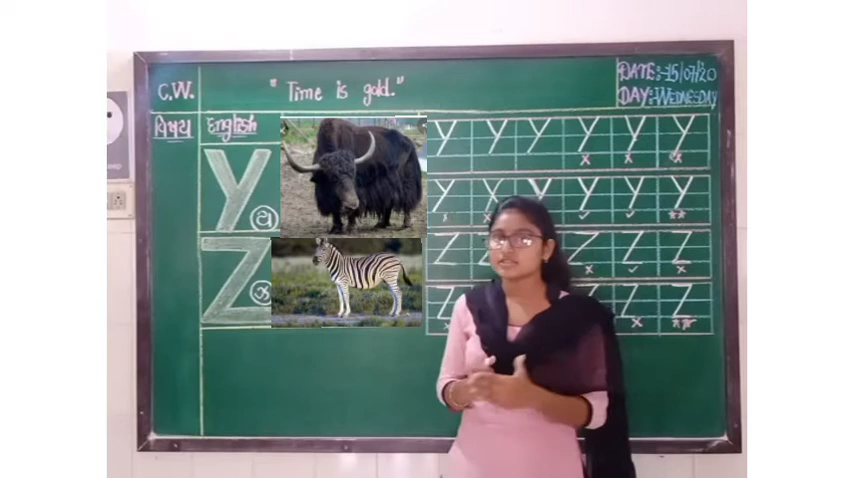 C.W.
"Time is gold."
DATE:-15/07/20
DAY:-WEDNESDAY
વિષય
English
Y
ય
Y Y Y Y Y Y
Y Y Y Y Y Y
Z
ઝ
Z Z Z Z Z
Z Z Z